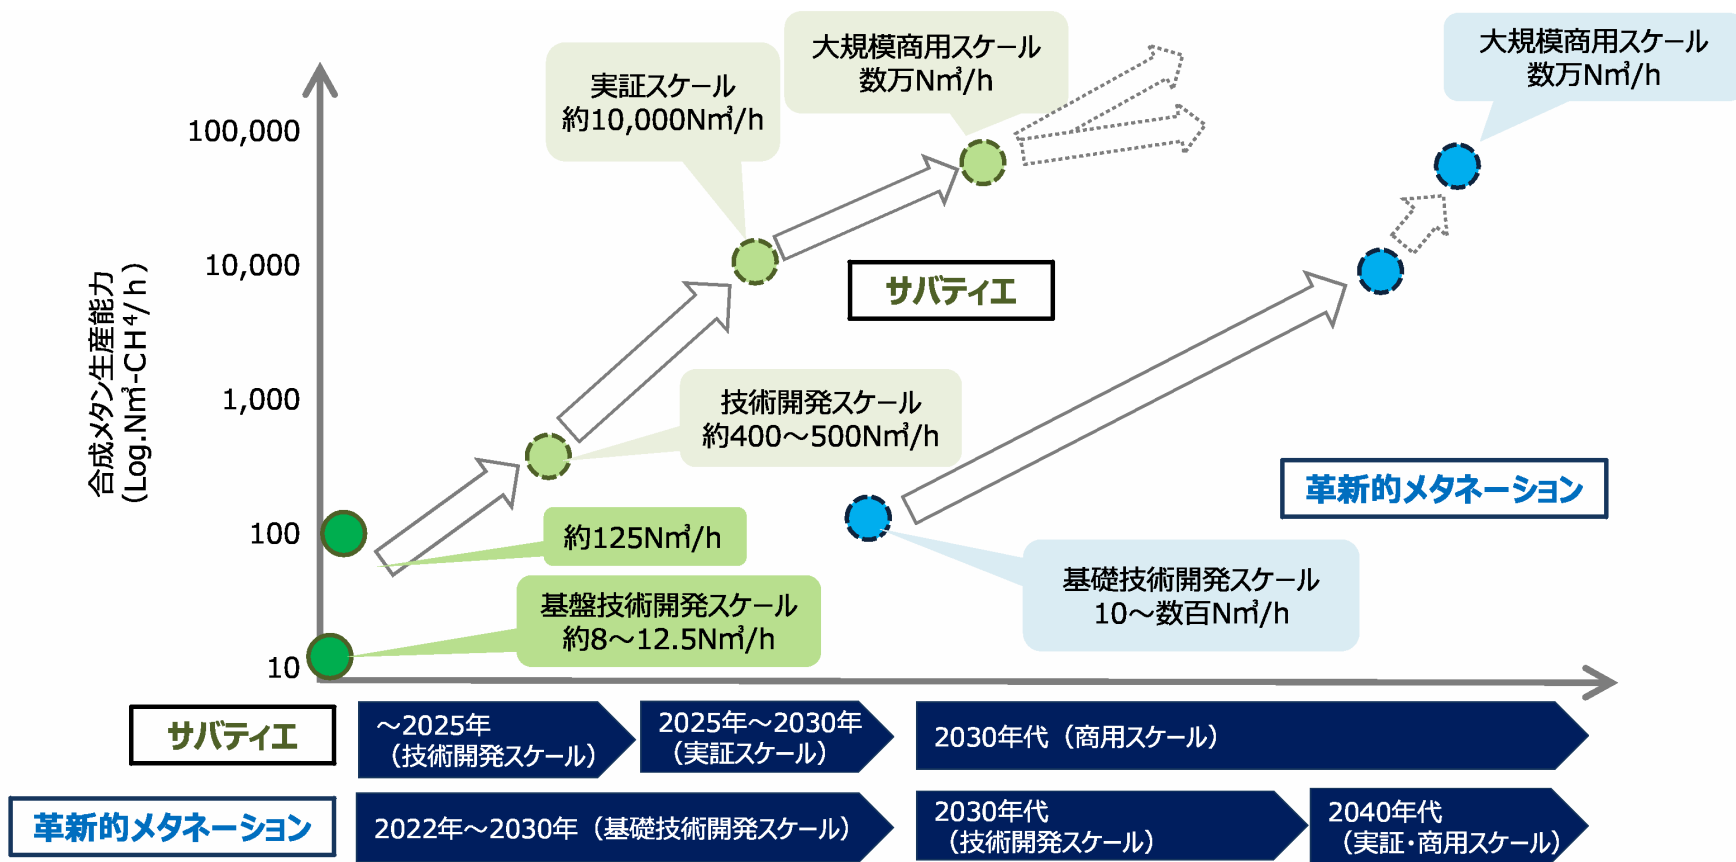 大規模商用スケール
数万N㎥/h
大規模商用スケール
数万N㎥/h
実証スケール
約10,000N㎥/h
100,000
10,000
1,000
100
10
合成メタン生産能力
(Log.N㎥-CH⁴/h)
サバティエ
技術開発スケール
約400～500N㎥/h
革新的メタネーション
約125N㎥/h
基盤技術開発スケール
約8～12.5N㎥/h
基礎技術開発スケール
10～数百N㎥/h
サバティエ
～2025年
（技術開発スケール）
2025年～2030年
（実証スケール）
2030年代（商用スケール）
革新的メタネーション
2022年～2030年（基礎技術開発スケール）
2030年代
（技術開発スケール）
2040年代
（実証・商用スケール）